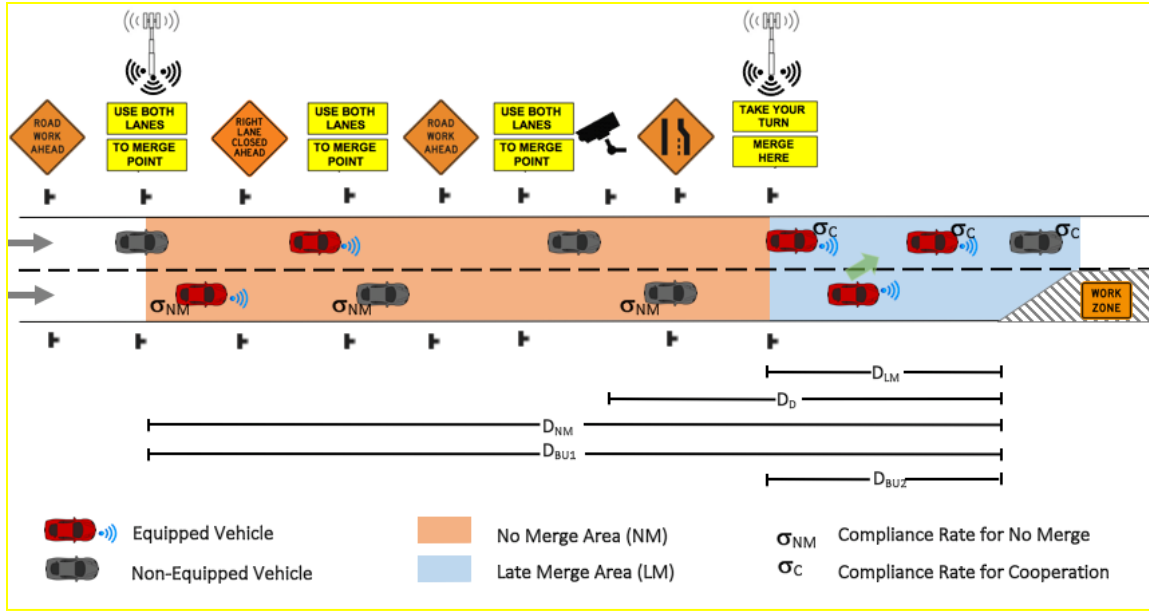 ROAD
WORK
AHEAD
USE BOTH
LANES
TO MERGE
POINT
RIGHT
LANE
CLOSED
AHEAD
USE BOTH
LANES
TO MERGE
POINT
ROAD
WORK
AHEAD
USE BOTH
LANES
TO MERGE
POINT
TAKE YOUR
TURN
MERGE
HERE
σC
σC
σC
σNM
σNM
σNM
WORK
ZONE
DLM
DD
DNM
DBU1
DBU2
Equipped Vehicle
Non-Equipped Vehicle
No Merge Area (NM)
Late Merge Area (LM)
σNM Compliance Rate for No Merge
σC Compliance Rate for Cooperation